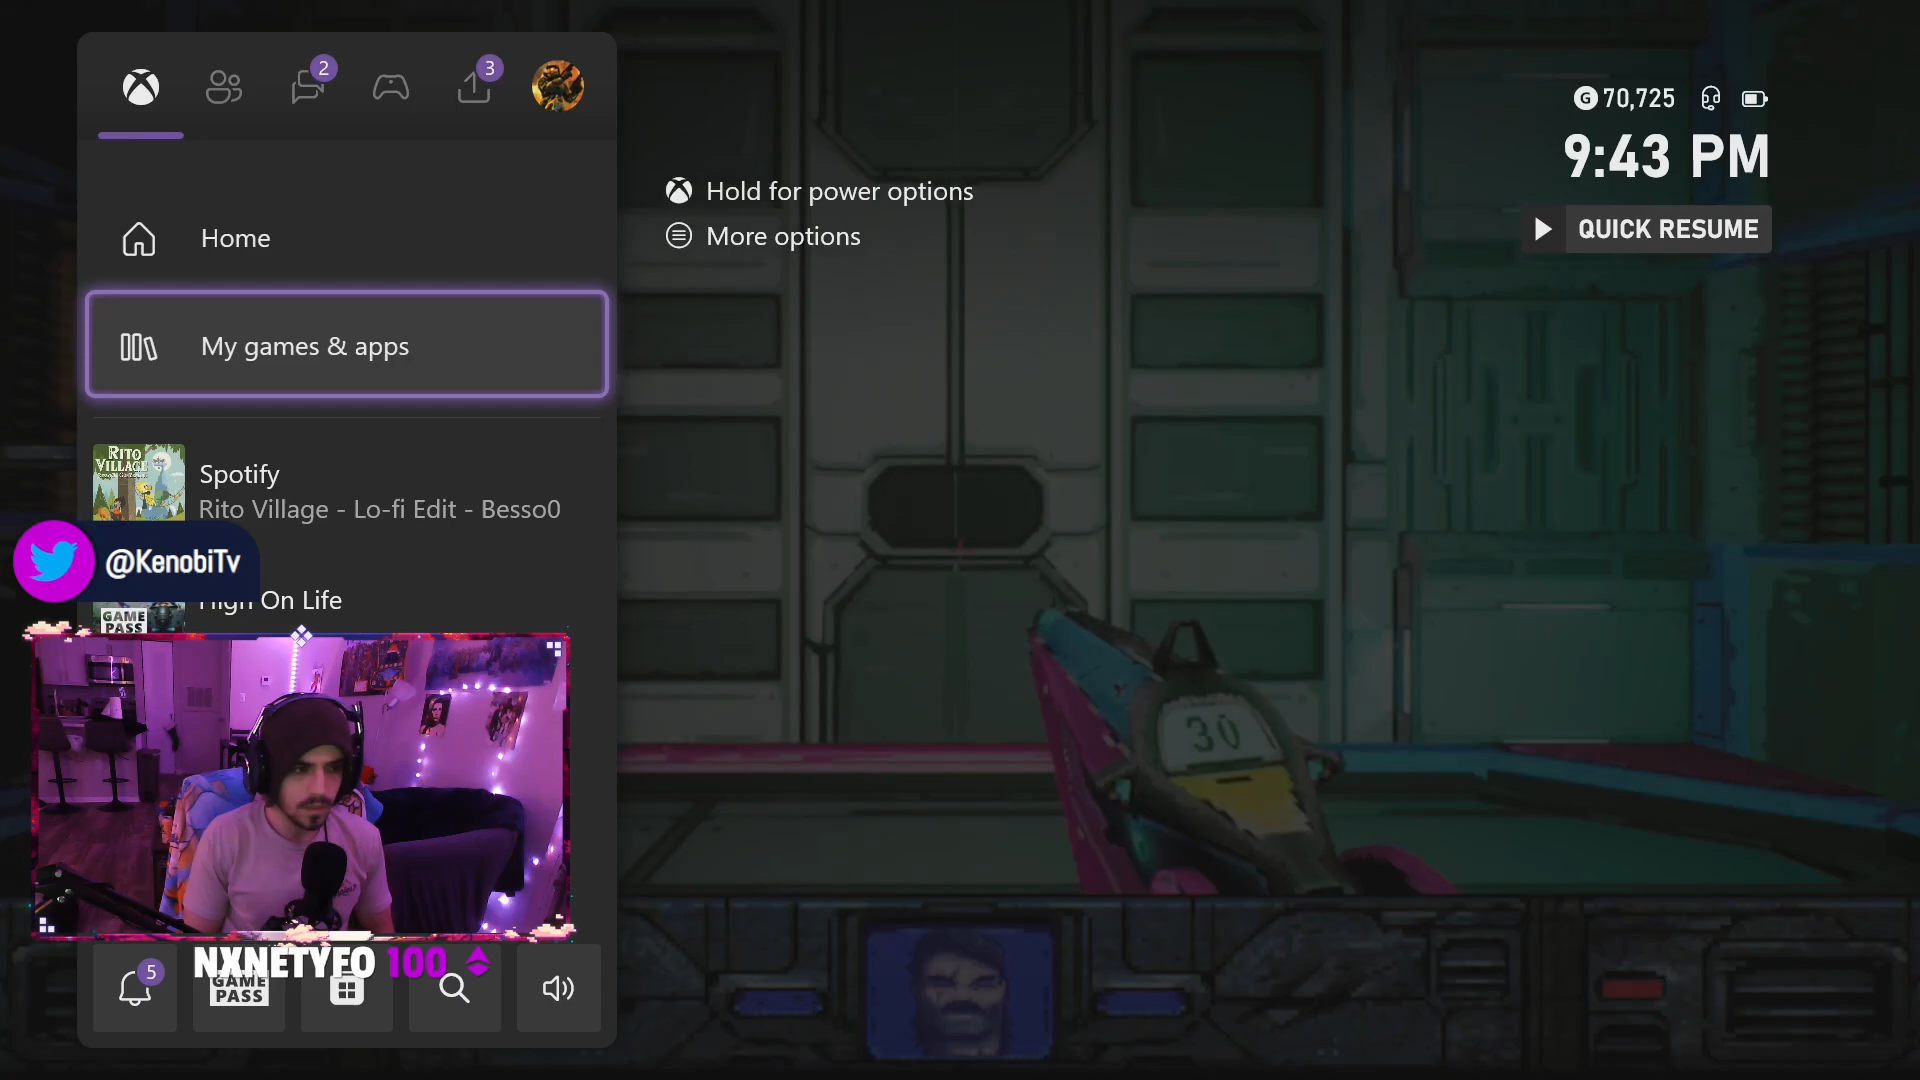 2
3
70,725
9:43 PM
QUICK RESUME
Hold for power options
More options
Home
My games & apps
RITO
VILLAGE
Spotify
Rito Village - Lo-fi Edit - Besso0
@KenobiTv
High On Life
GAME
PASS
30
NXNETYFO 100
5
GAME
PASS